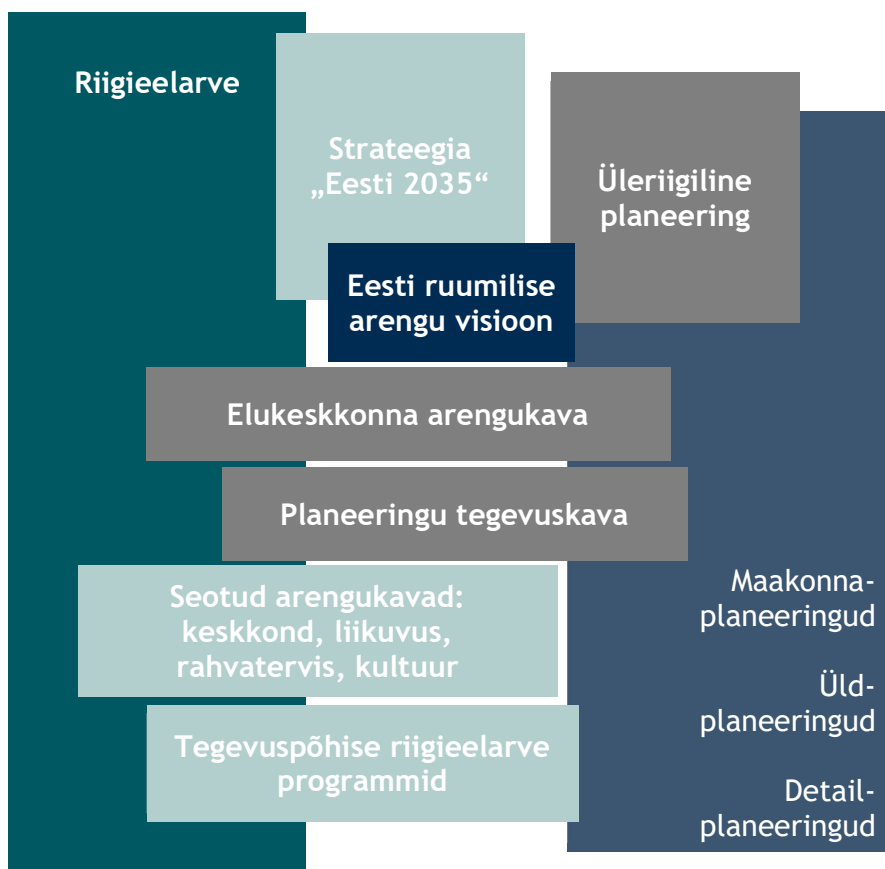 Riigieelarve
Strateegia
„Eesti 2035“
Üleriigiline
planeering
Eesti ruumilise
arengu visioon
Elukeskkonna arengukava
Planeeringu tegevuskava
Seotud arengukavad:
keskkond, liikuvus,
rahvatervis, kultuur
Tegevuspõhise riigieelarve
programmid
Maakonna-
planeeringud
Üld-
planeeringud
Detail-
planeeringud